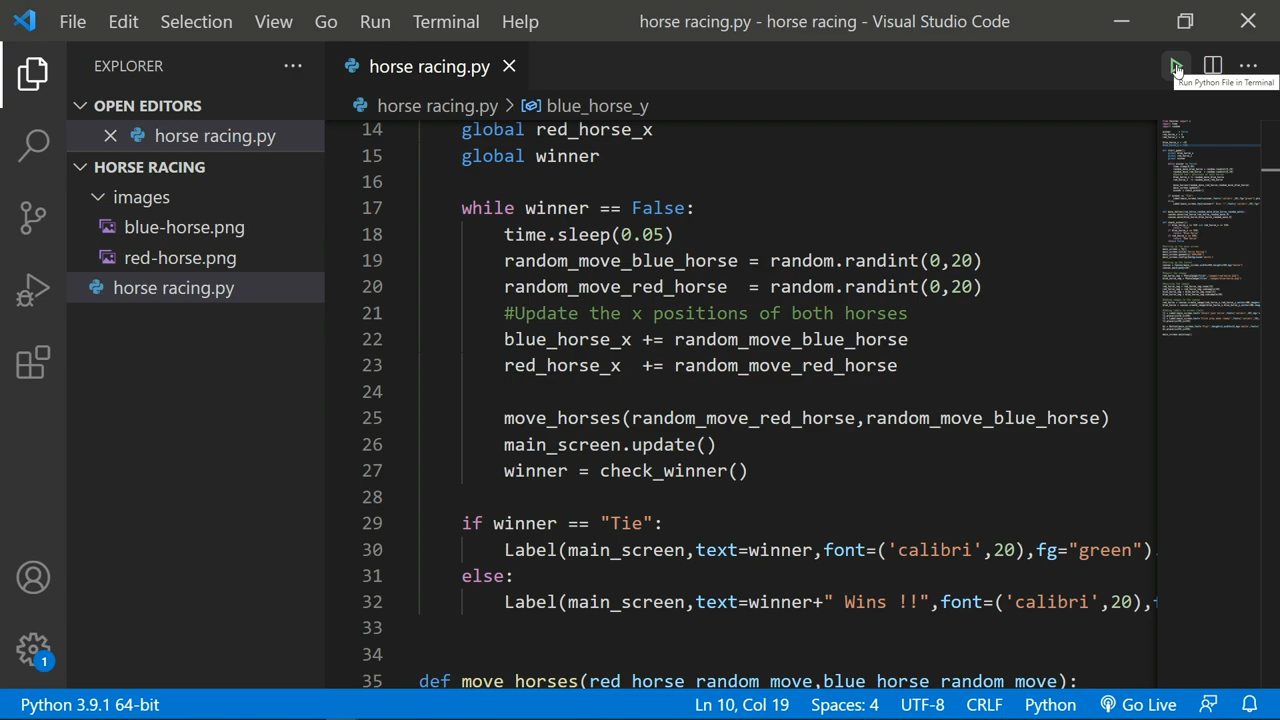 File Edit Selection View Go Run Terminal Help horse racing.py - horse racing - Visual Studio Code
EXPLORER ... horse racing.py
Run Python File in Terminal
OPEN EDITORS
horse racing.py > blue_horse_y
horse racing.py
HORSE RACING
images
blue-horse.png
red-horse.png
horse racing.py
14 global red_horse_x
15 global winner
16
17 while winner == False:
18 time.sleep(0.05)
19 random_move_blue_horse = random.randint(0,20)
20 random_move_red_horse = random.randint(0,20)
21 #Update the x positions of both horses
22 blue_horse_x += random_move_blue_horse
23 red_horse_x += random_move_red_horse
24
25 move_horses(random_move_red_horse,random_move_blue_horse)
26 main_screen.update()
27 winner = check_winner()
28
29 if winner == "Tie":
30 Label(main_screen,text=winner,font=('calibri',20),fg="green")
31 else:
32 Label(main_screen,text=winner+" Wins !!",font=('calibri',20),
33
34
35 def move_horses(red_horse_random_move,blue_horse_random_move):
1
Python 3.9.1 64-bit Ln 10, Col 19 Spaces: 4 UTF-8 CRLF Python Go Live